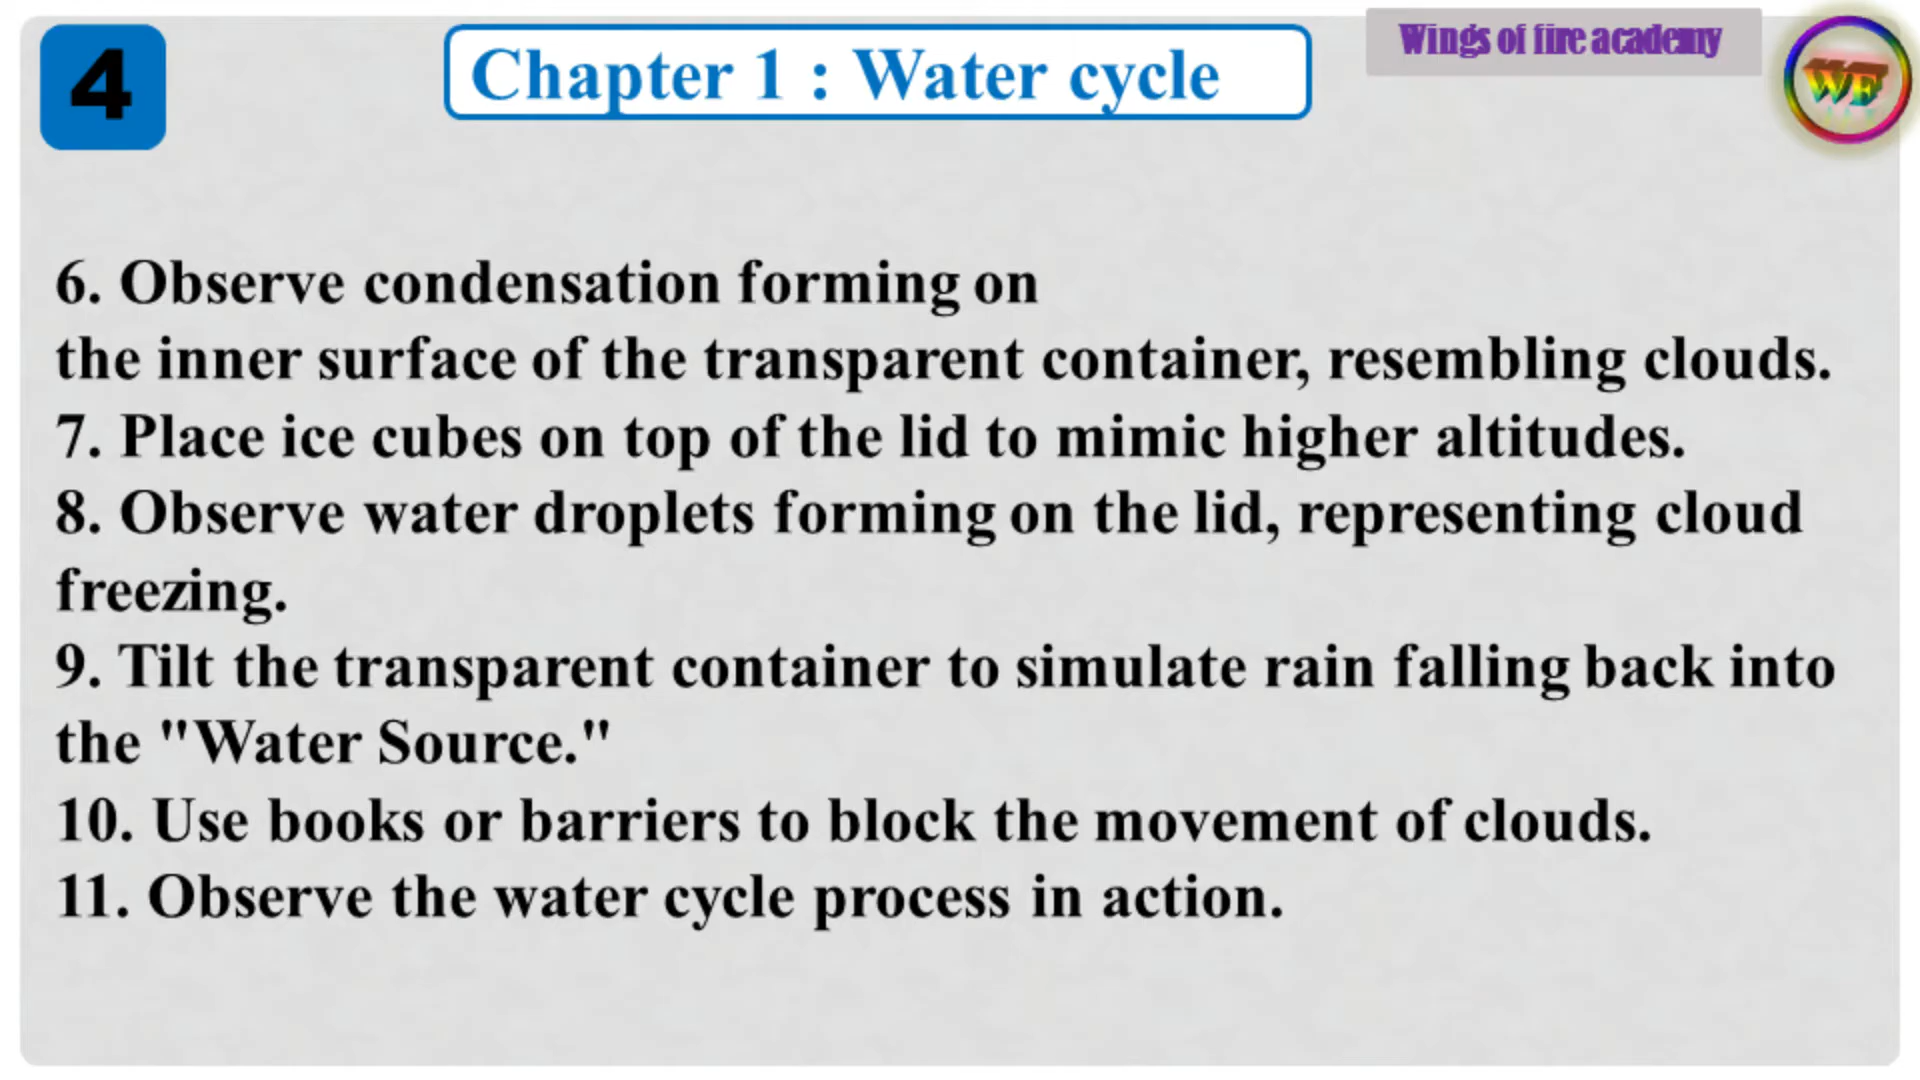 4
Chapter 1 : Water cycle
Wings of fire academy
WF
6. Observe condensation forming on
the inner surface of the transparent container, resembling clouds.
7. Place ice cubes on top of the lid to mimic higher altitudes.
8. Observe water droplets forming on the lid, representing cloud
freezing.
9. Tilt the transparent container to simulate rain falling back into
the "Water Source."
10. Use books or barriers to block the movement of clouds.
11. Observe the water cycle process in action.